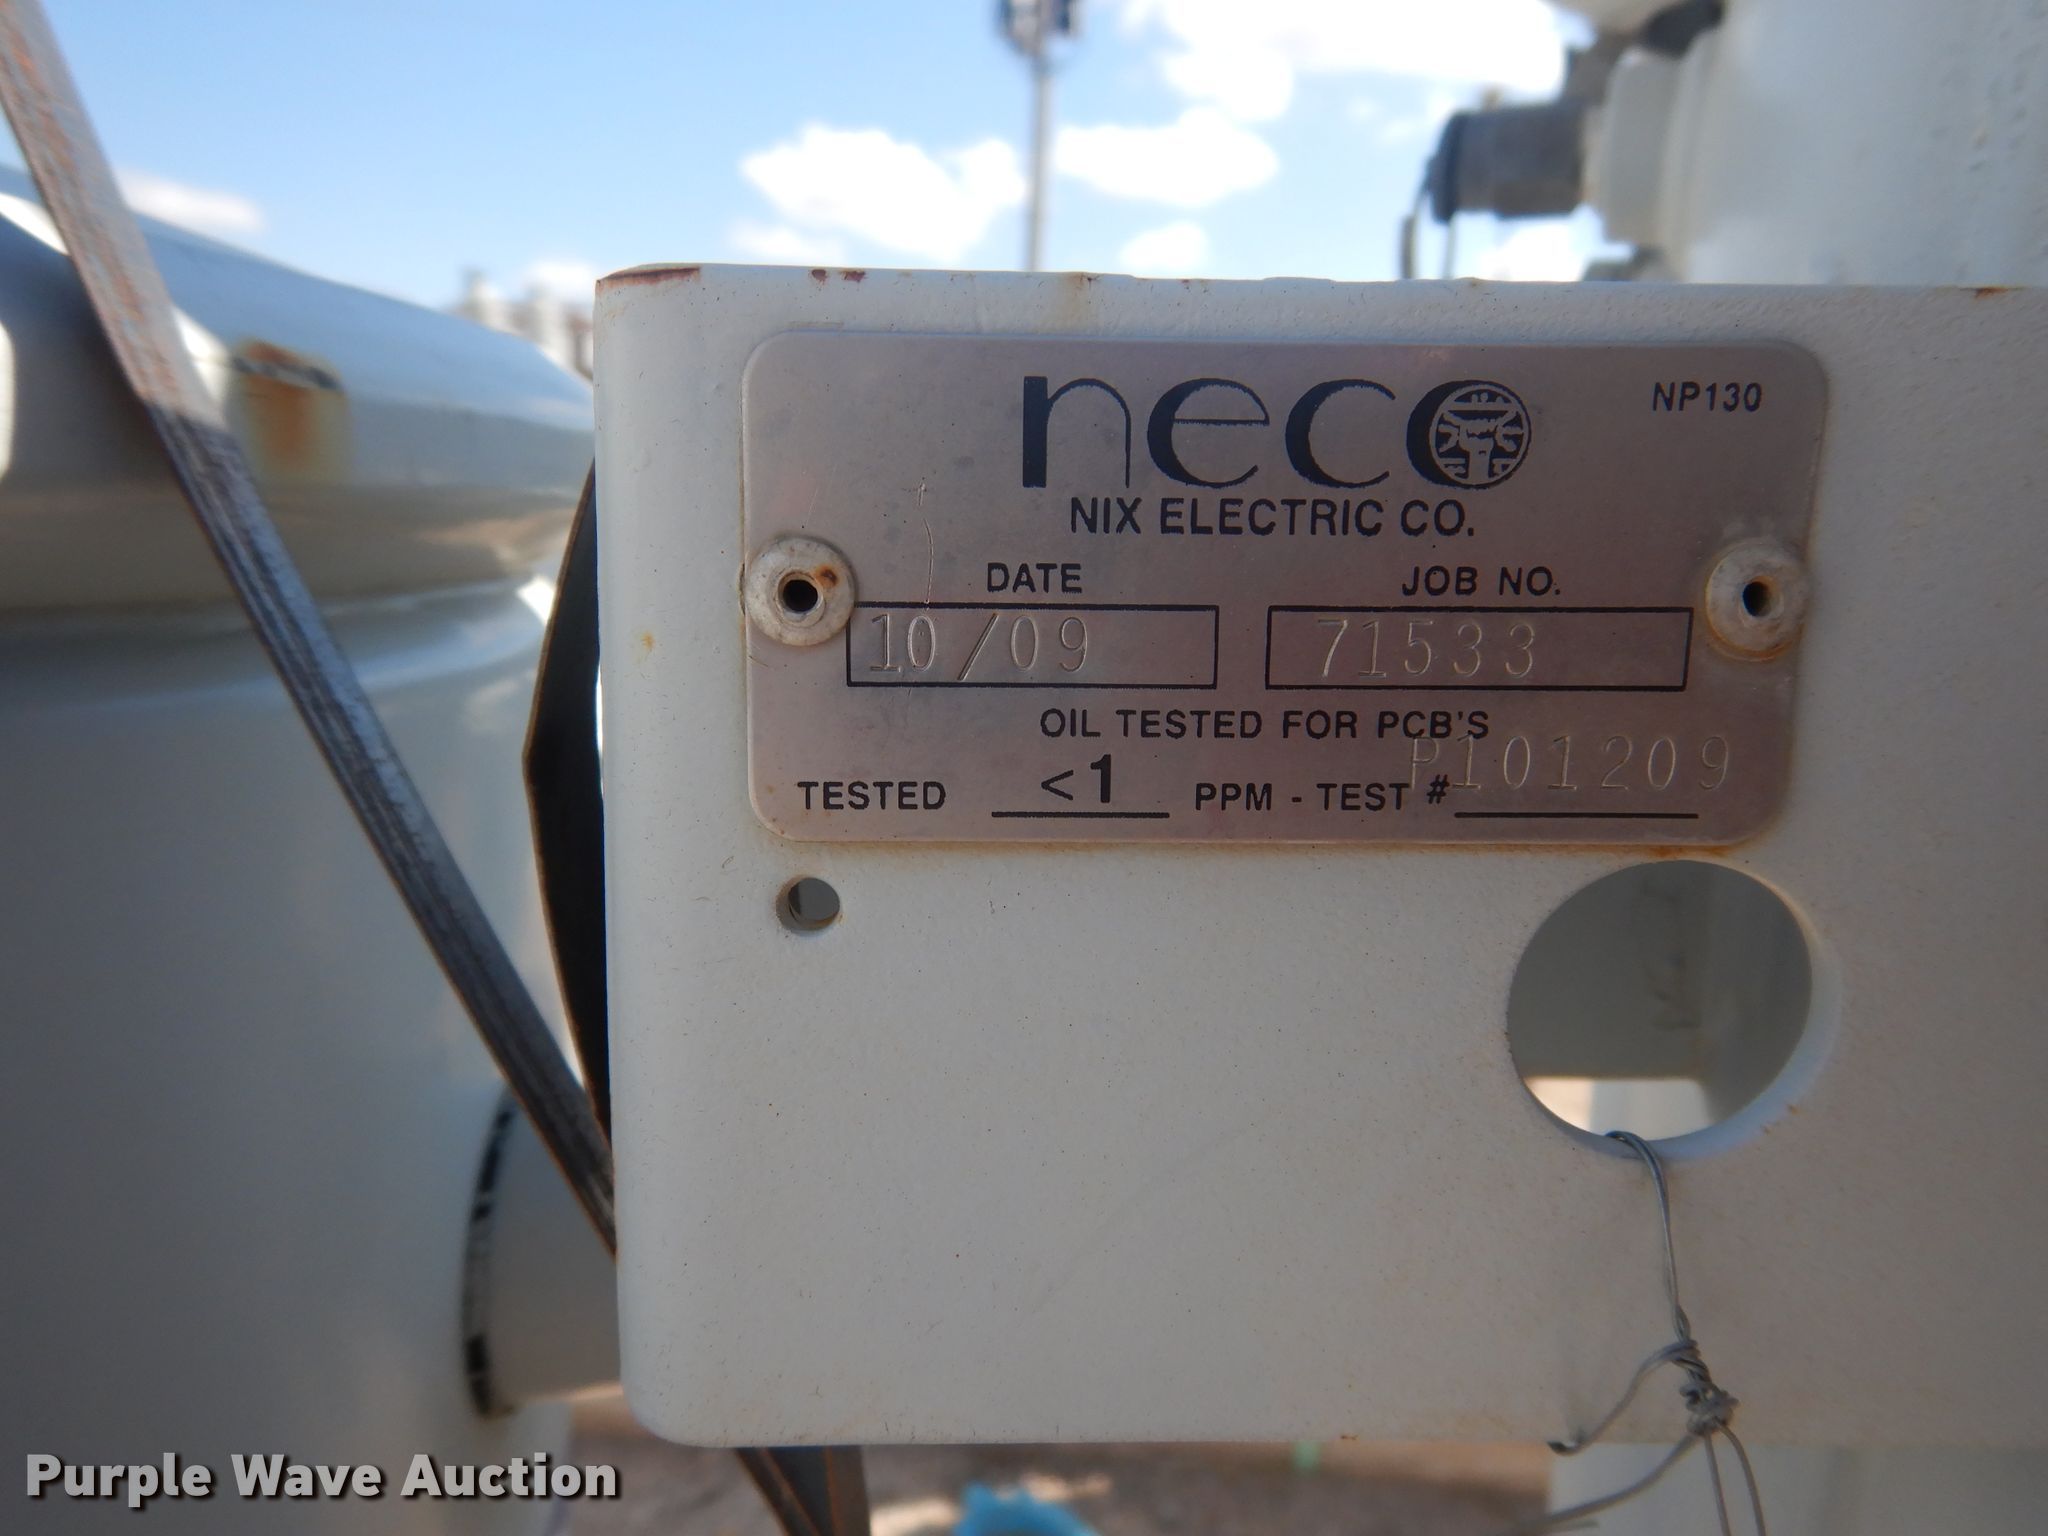 neco
NP130
NIX ELECTRIC CO.
DATE JOB NO.
10/09 71533
OIL TESTED FOR PCB'S
TESTED <1 PPM - TEST # P101209
Purple Wave Auction